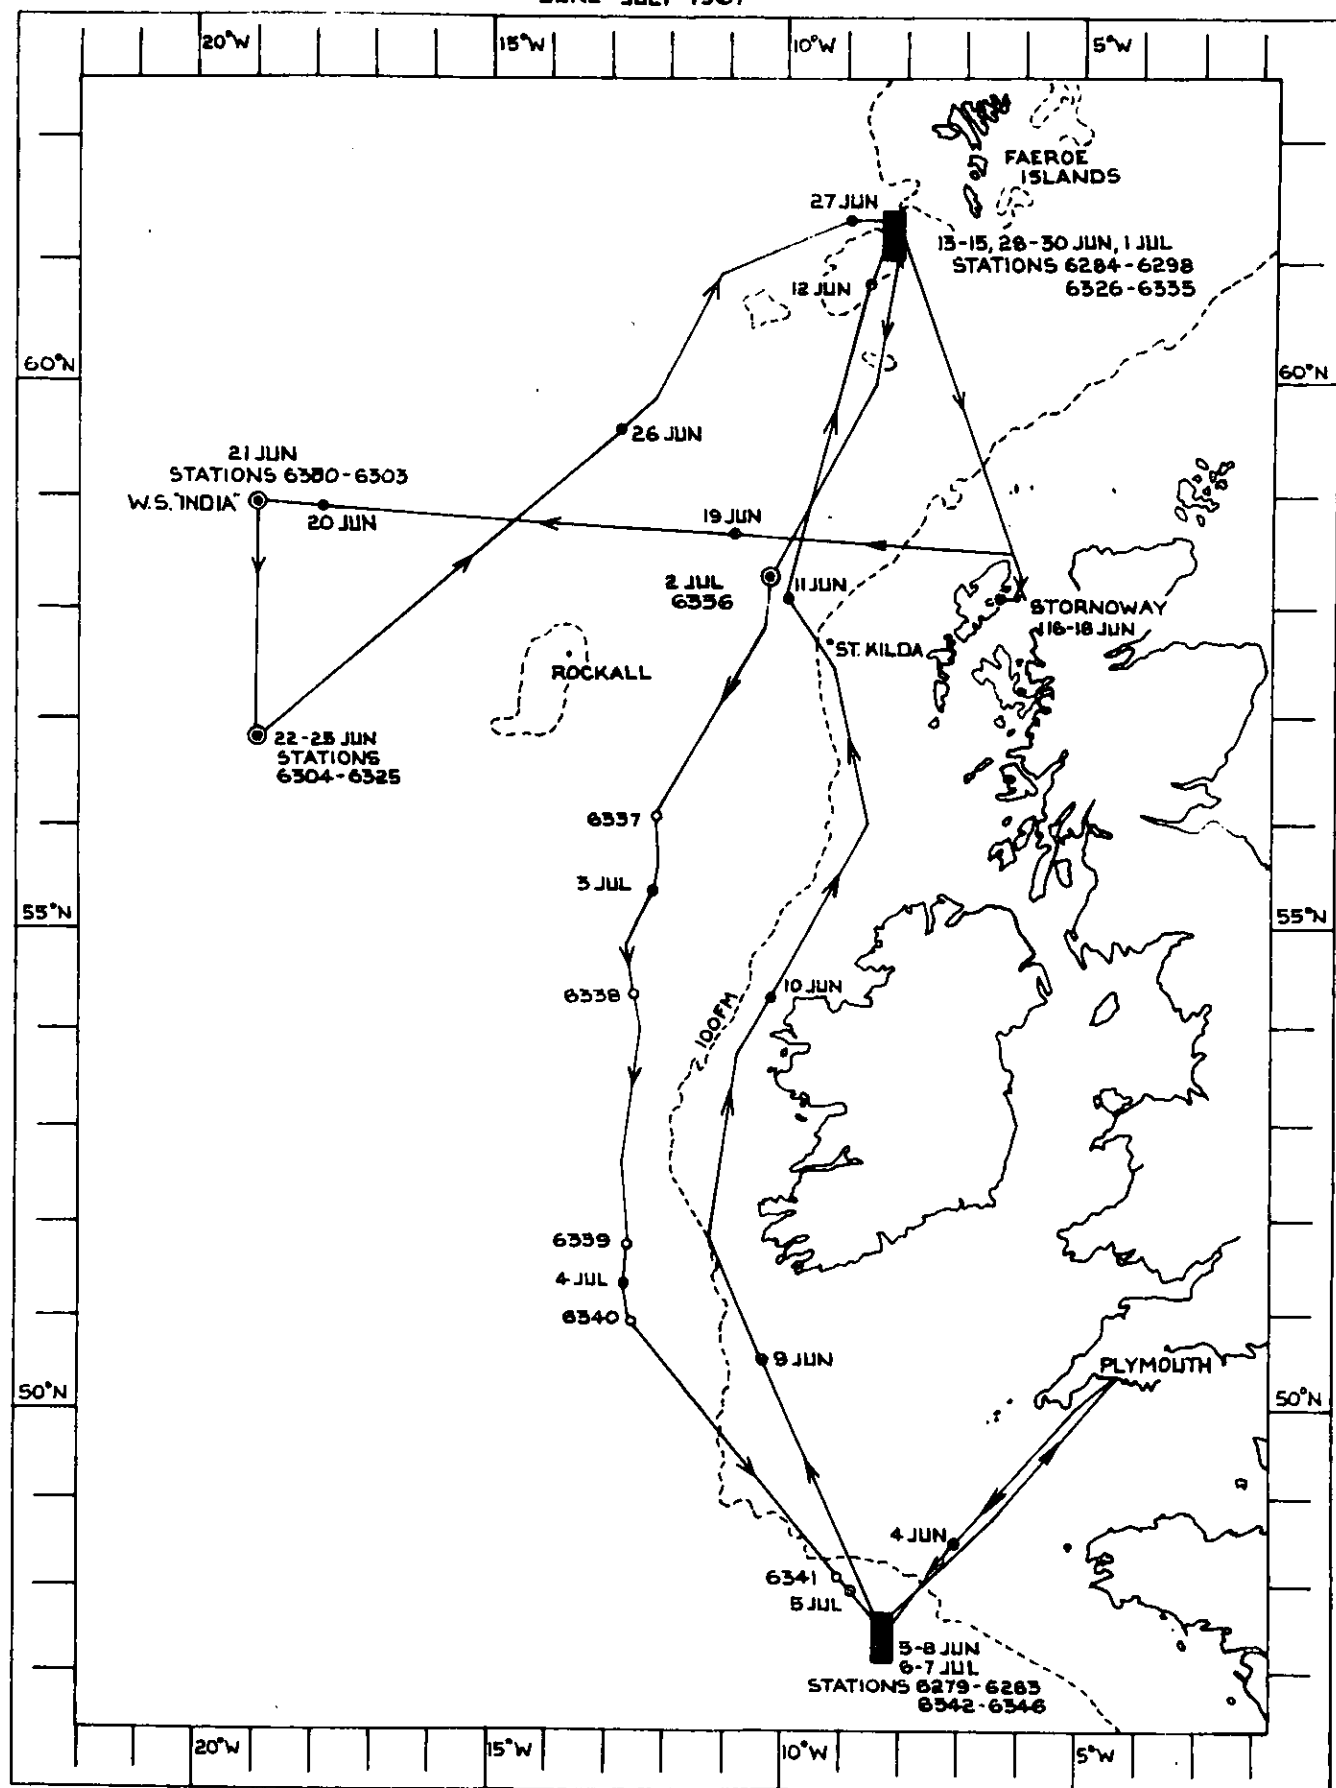 20°W
15°W
10°W
5°W
FAEROE
ISLANDS
27 JUN
13-15, 28-30 JUN, 1 JUL
STATIONS 6284-6298
6326-6335
12 JUN
60°N
60°N
26 JUN
21 JUN
STATIONS 6300-6303
W.S. "INDIA"
20 JUN
19 JUN
2 JUL
6336
11 JUN
STORNOWAY
16-18 JUN
ST. KILDA
ROCKALL
22-25 JUN
STATIONS
6304-6325
6337
3 JUL
55°N
55°N
6338
10 JUN
100FM
6339
4 JUL
6340
9 JUN
PLYMOUTH
50°N
50°N
4 JUN
6341
5 JUL
5-8 JUN
6-7 JUL
STATIONS 6279-6283
6342-6346
20°W
15°W
10°W
5°W